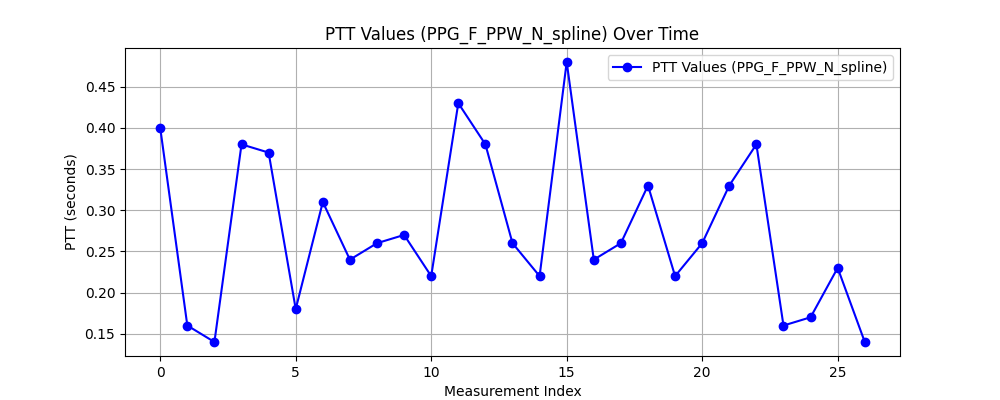 PTT Values (PPG_F_PPW_N_spline) Over Time
PTT Values (PPG_F_PPW_N_spline)
PTT (seconds)
0.45
0.40
0.35
0.30
0.25
0.20
0.15
0 5 10 15 20 25
Measurement Index